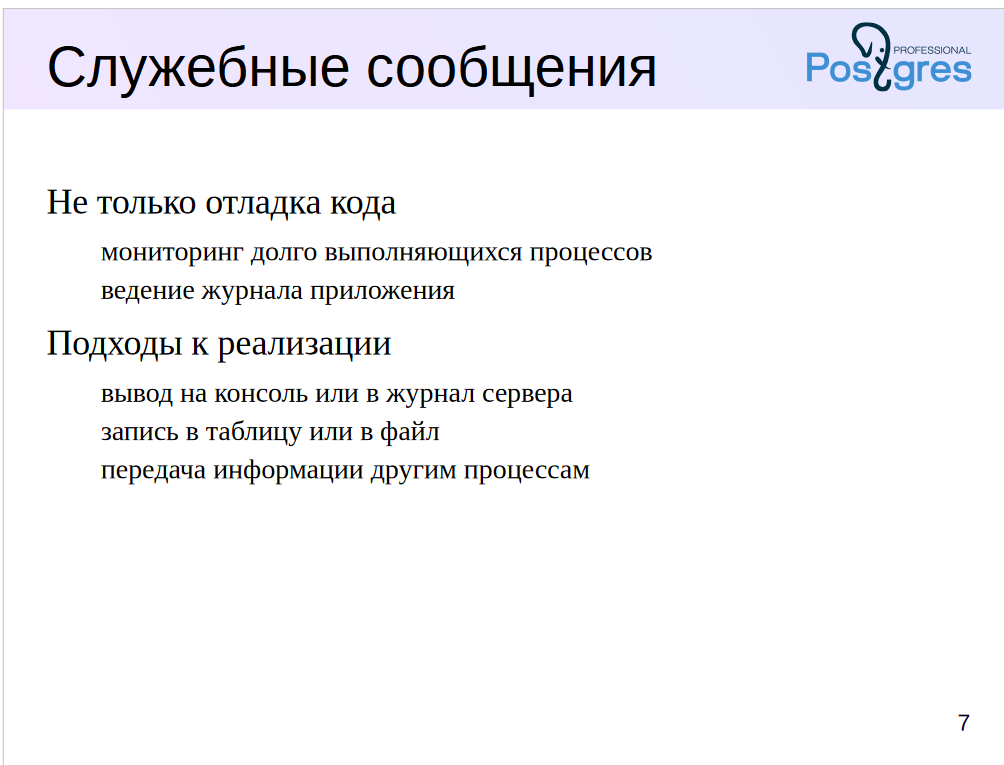 Служебные сообщения
PROFESSIONAL
Postgres
Не только отладка кода
мониторинг долго выполняющихся процессов
ведение журнала приложения
Подходы к реализации
вывод на консоль или в журнал сервера
запись в таблицу или в файл
передача информации другим процессам
7